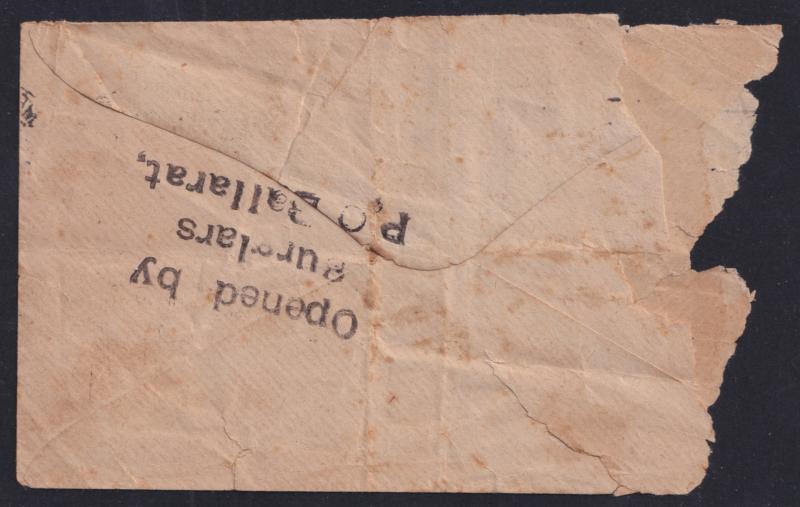 Opened by
Burglars
P.O Ballarat,